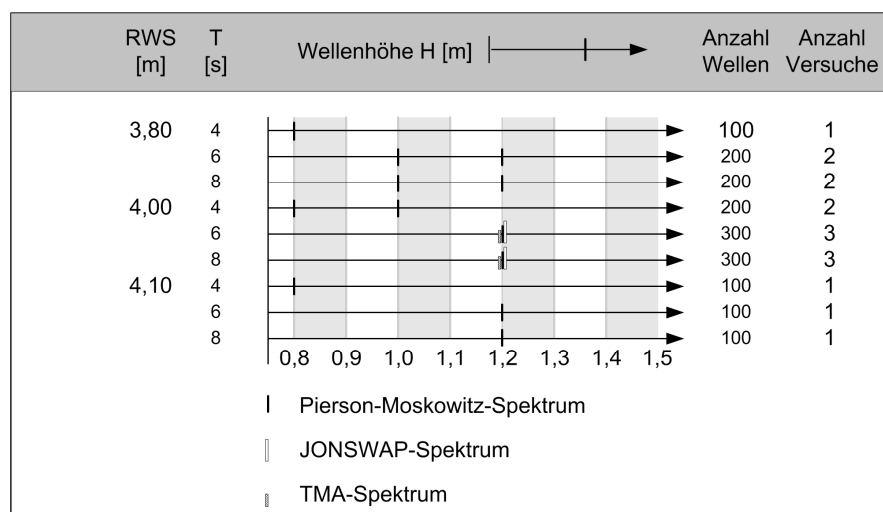 RWS [m] T [s] Wellenhöhe H [m] Anzahl Wellen Anzahl Versuche
3,80 4 100 1
6 200 2
8 200 2
4,00 4 200 2
6 300 3
8 300 3
4,10 4 100 1
6 100 1
8 100 1
0,8 0,9 1,0 1,1 1,2 1,3 1,4 1,5
Pierson-Moskowitz-Spektrum
JONSWAP-Spektrum
TMA-Spektrum